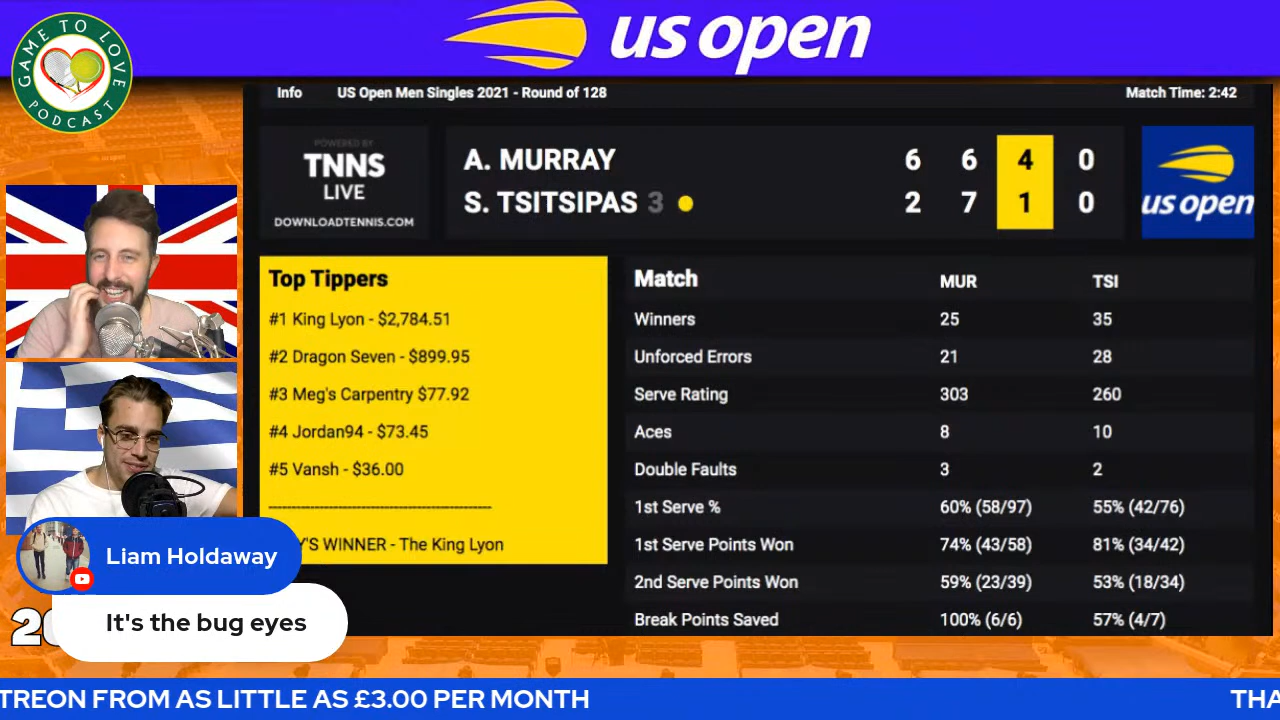 GAME TO LOVE
PODCAST
us open
Info US Open Men Singles 2021 - Round of 128 Match Time: 2:42
POWERED BY
TNNS
LIVE
DOWNLOADTENNIS.COM
A. MURRAY 6 6 4 0
S. TSITSIPAS 3 2 7 1 0
us open
Top Tippers
#1 King Lyon - $2,784.51
#2 Dragon Seven - $899.95
#3 Meg's Carpentry $77.92
#4 Jordan94 - $73.45
#5 Vansh - $36.00
Y'S WINNER - The King Lyon
Match MUR TSI
Winners 25 35
Unforced Errors 21 28
Serve Rating 303 260
Aces 8 10
Double Faults 3 2
1st Serve % 60% (58/97) 55% (42/76)
1st Serve Points Won 74% (43/58) 81% (34/42)
2nd Serve Points Won 59% (23/39) 53% (18/34)
Break Points Saved 100% (6/6) 57% (4/7)
Liam Holdaway
It's the bug eyes
TREON FROM AS LITTLE AS £3.00 PER MONTH THA